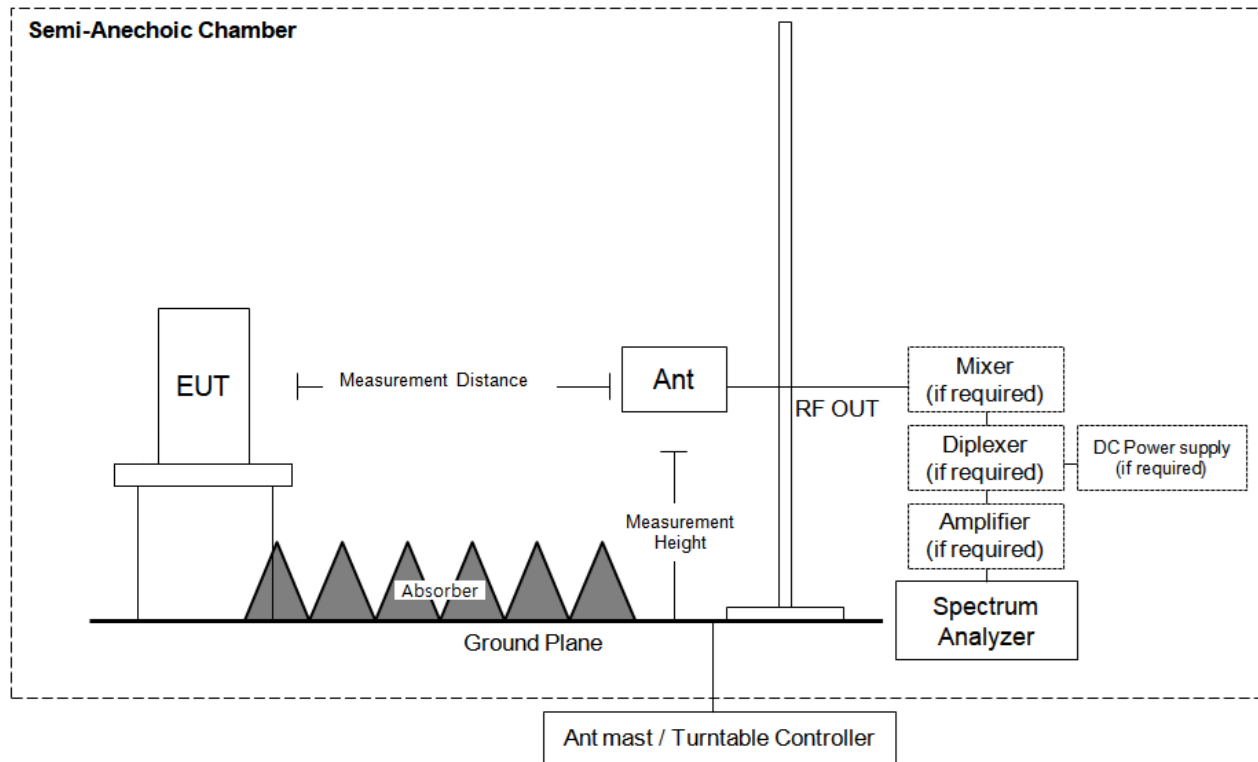 Semi-Anechoic Chamber
EUT
Measurement Distance
Ant
RF OUT
Mixer
(if required)
Diplexer
(if required)
DC Power supply
(if required)
Amplifier
(if required)
Measurement
Height
Absorber
Spectrum
Analyzer
Ground Plane
Ant mast / Turntable Controller